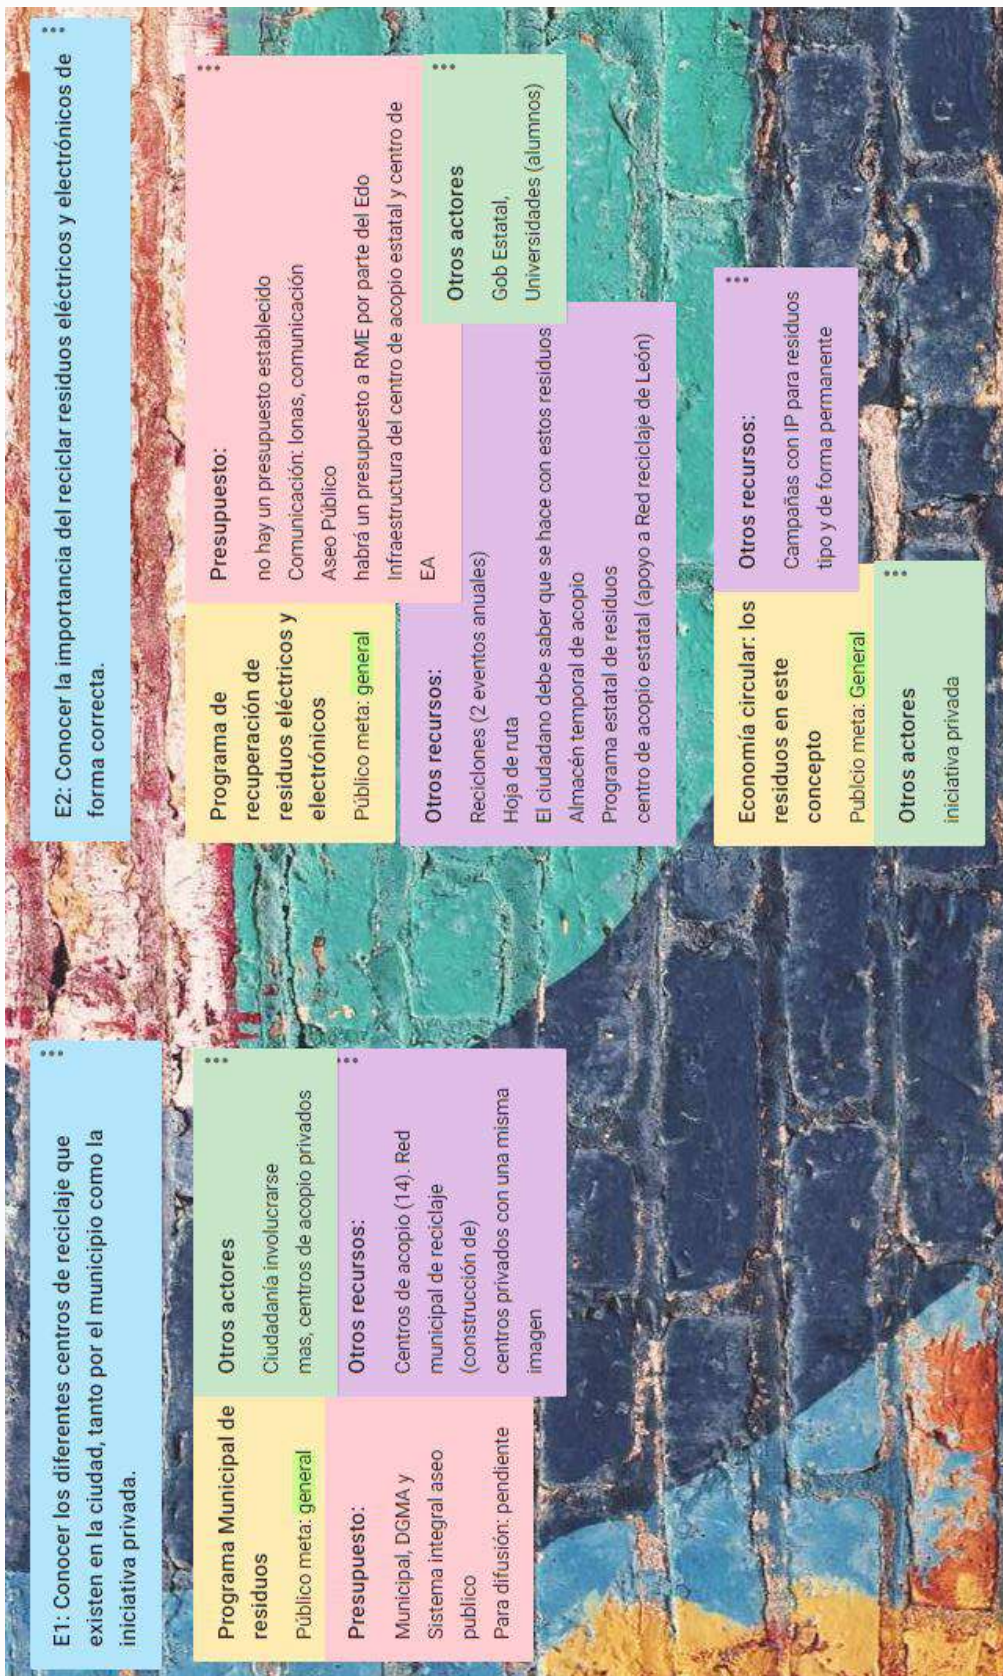 E1: Conocer los diferentes centros de reciclaje que
existen en la ciudad, tanto por el municipio como la
iniciativa privada.
Programa Municipal de
residuos
Público meta: general
Otros actores
Ciudadanía involucrarse
mas, centros de acopio privados
Presupuesto:
Municipal, DGMA y
Sistema integral aseo
publico
Para difusión: pendiente
Otros recursos:
Centros de acopio (14). Red
municipal de reciclaje
(construcción de)
centros privados con una misma
imagen
E2: Conocer la importancia del reciclar residuos eléctricos y electrónicos de
forma correcta.
Programa de
recuperación de
residuos eléctricos y
electrónicos
Público meta: general
Presupuesto:
no hay un presupuesto establecido
Comunicación: lonas, comunicación
Aseo Público
habrá un presupuesto a RME por parte del Edo
Infraestructura del centro de acopio estatal y centro de
EA
Otros actores
Gob Estatal,
Universidades (alumnos)
Otros recursos:
Reciclones (2 eventos anuales)
Hoja de ruta
El ciudadano debe saber que se hace con estos residuos
Almacén temporal de acopio
Programa estatal de residuos
centro de acopio estatal (apoyo a Red reciclaje de León)
Economía circular: los
residuos en este
concepto
Publcio meta: General
Otros recursos:
Campañas con IP para residuos
tipo y de forma permanente
Otros actores
iniciativa privada